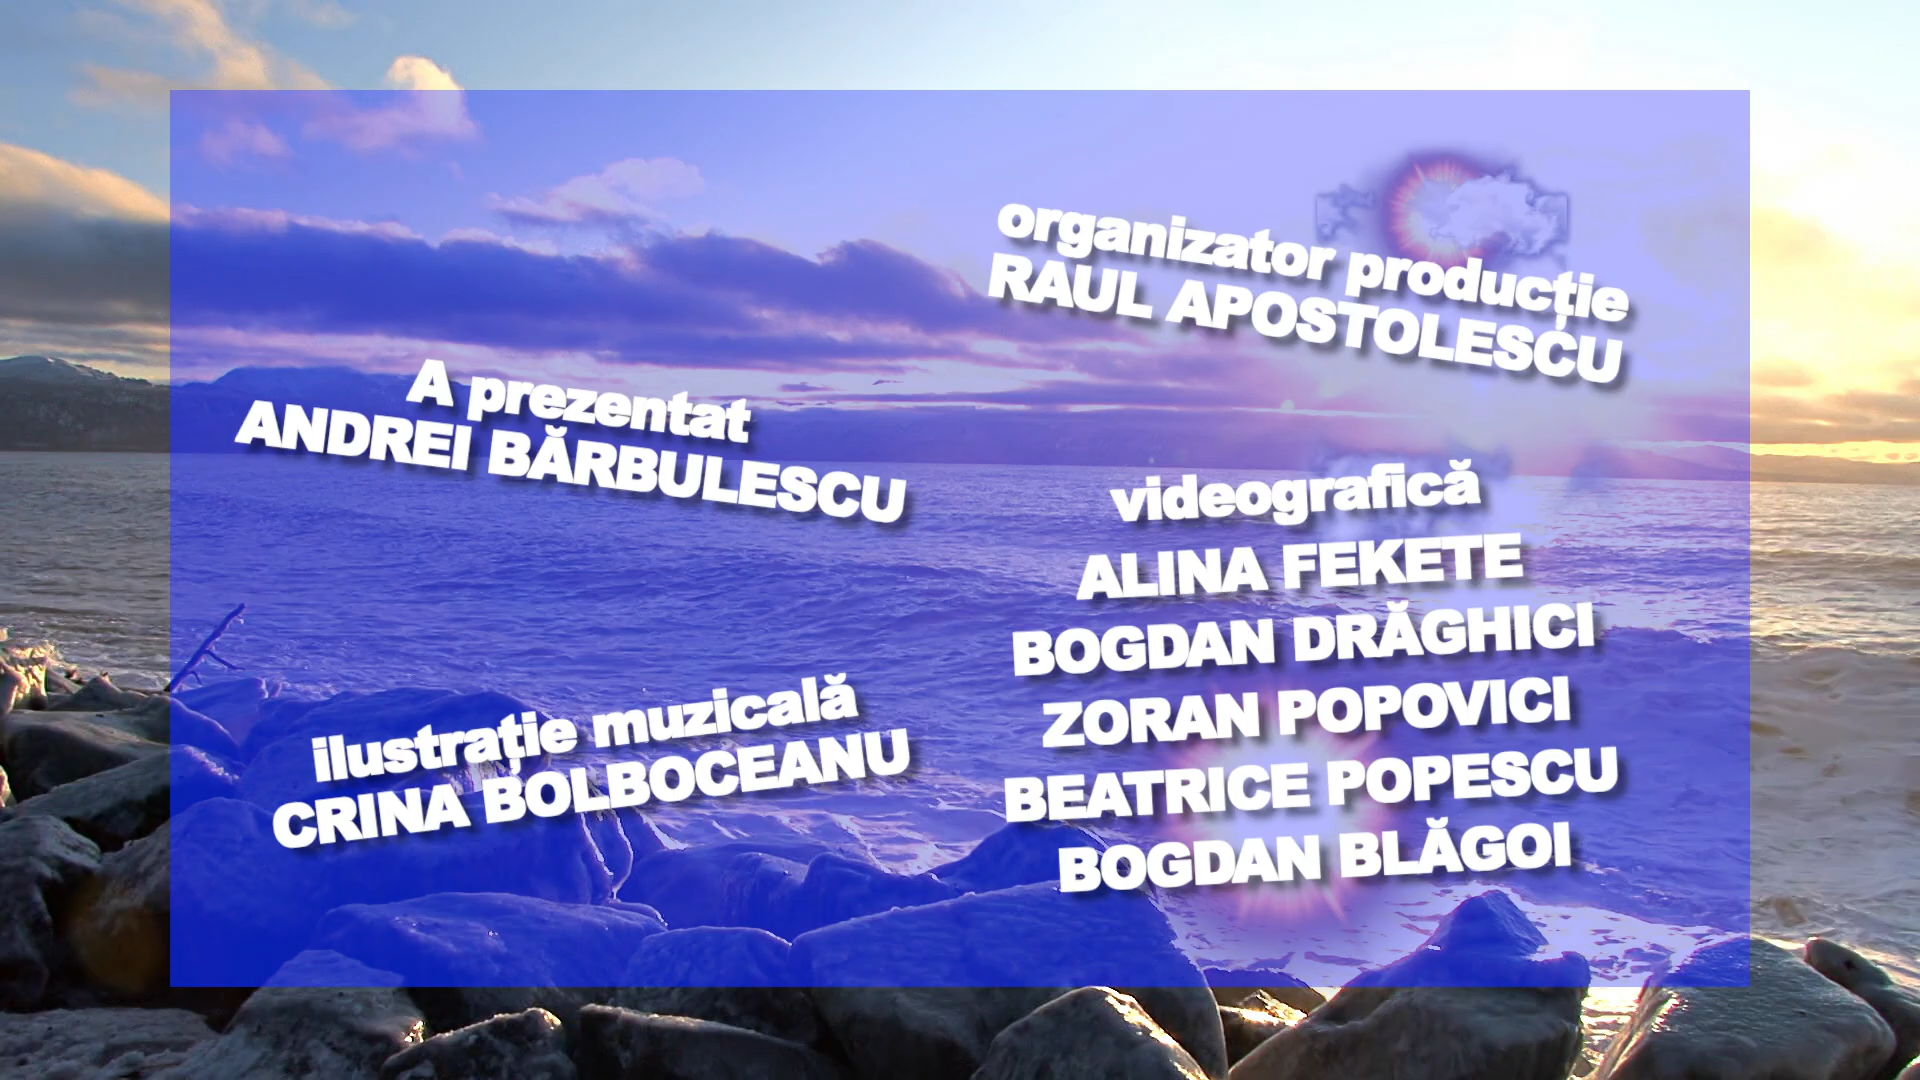 A prezentat
ANDREI BĂRBULESCU
ilustrație muzicală
CRINA BOLBOCEANU
organizator producție
RAUL APOSTOLESCU
videografică
ALINA FEKETE
BOGDAN DRĂGHICI
ZORAN POPOVICI
BEATRICE POPESCU
BOGDAN BLĂGOI